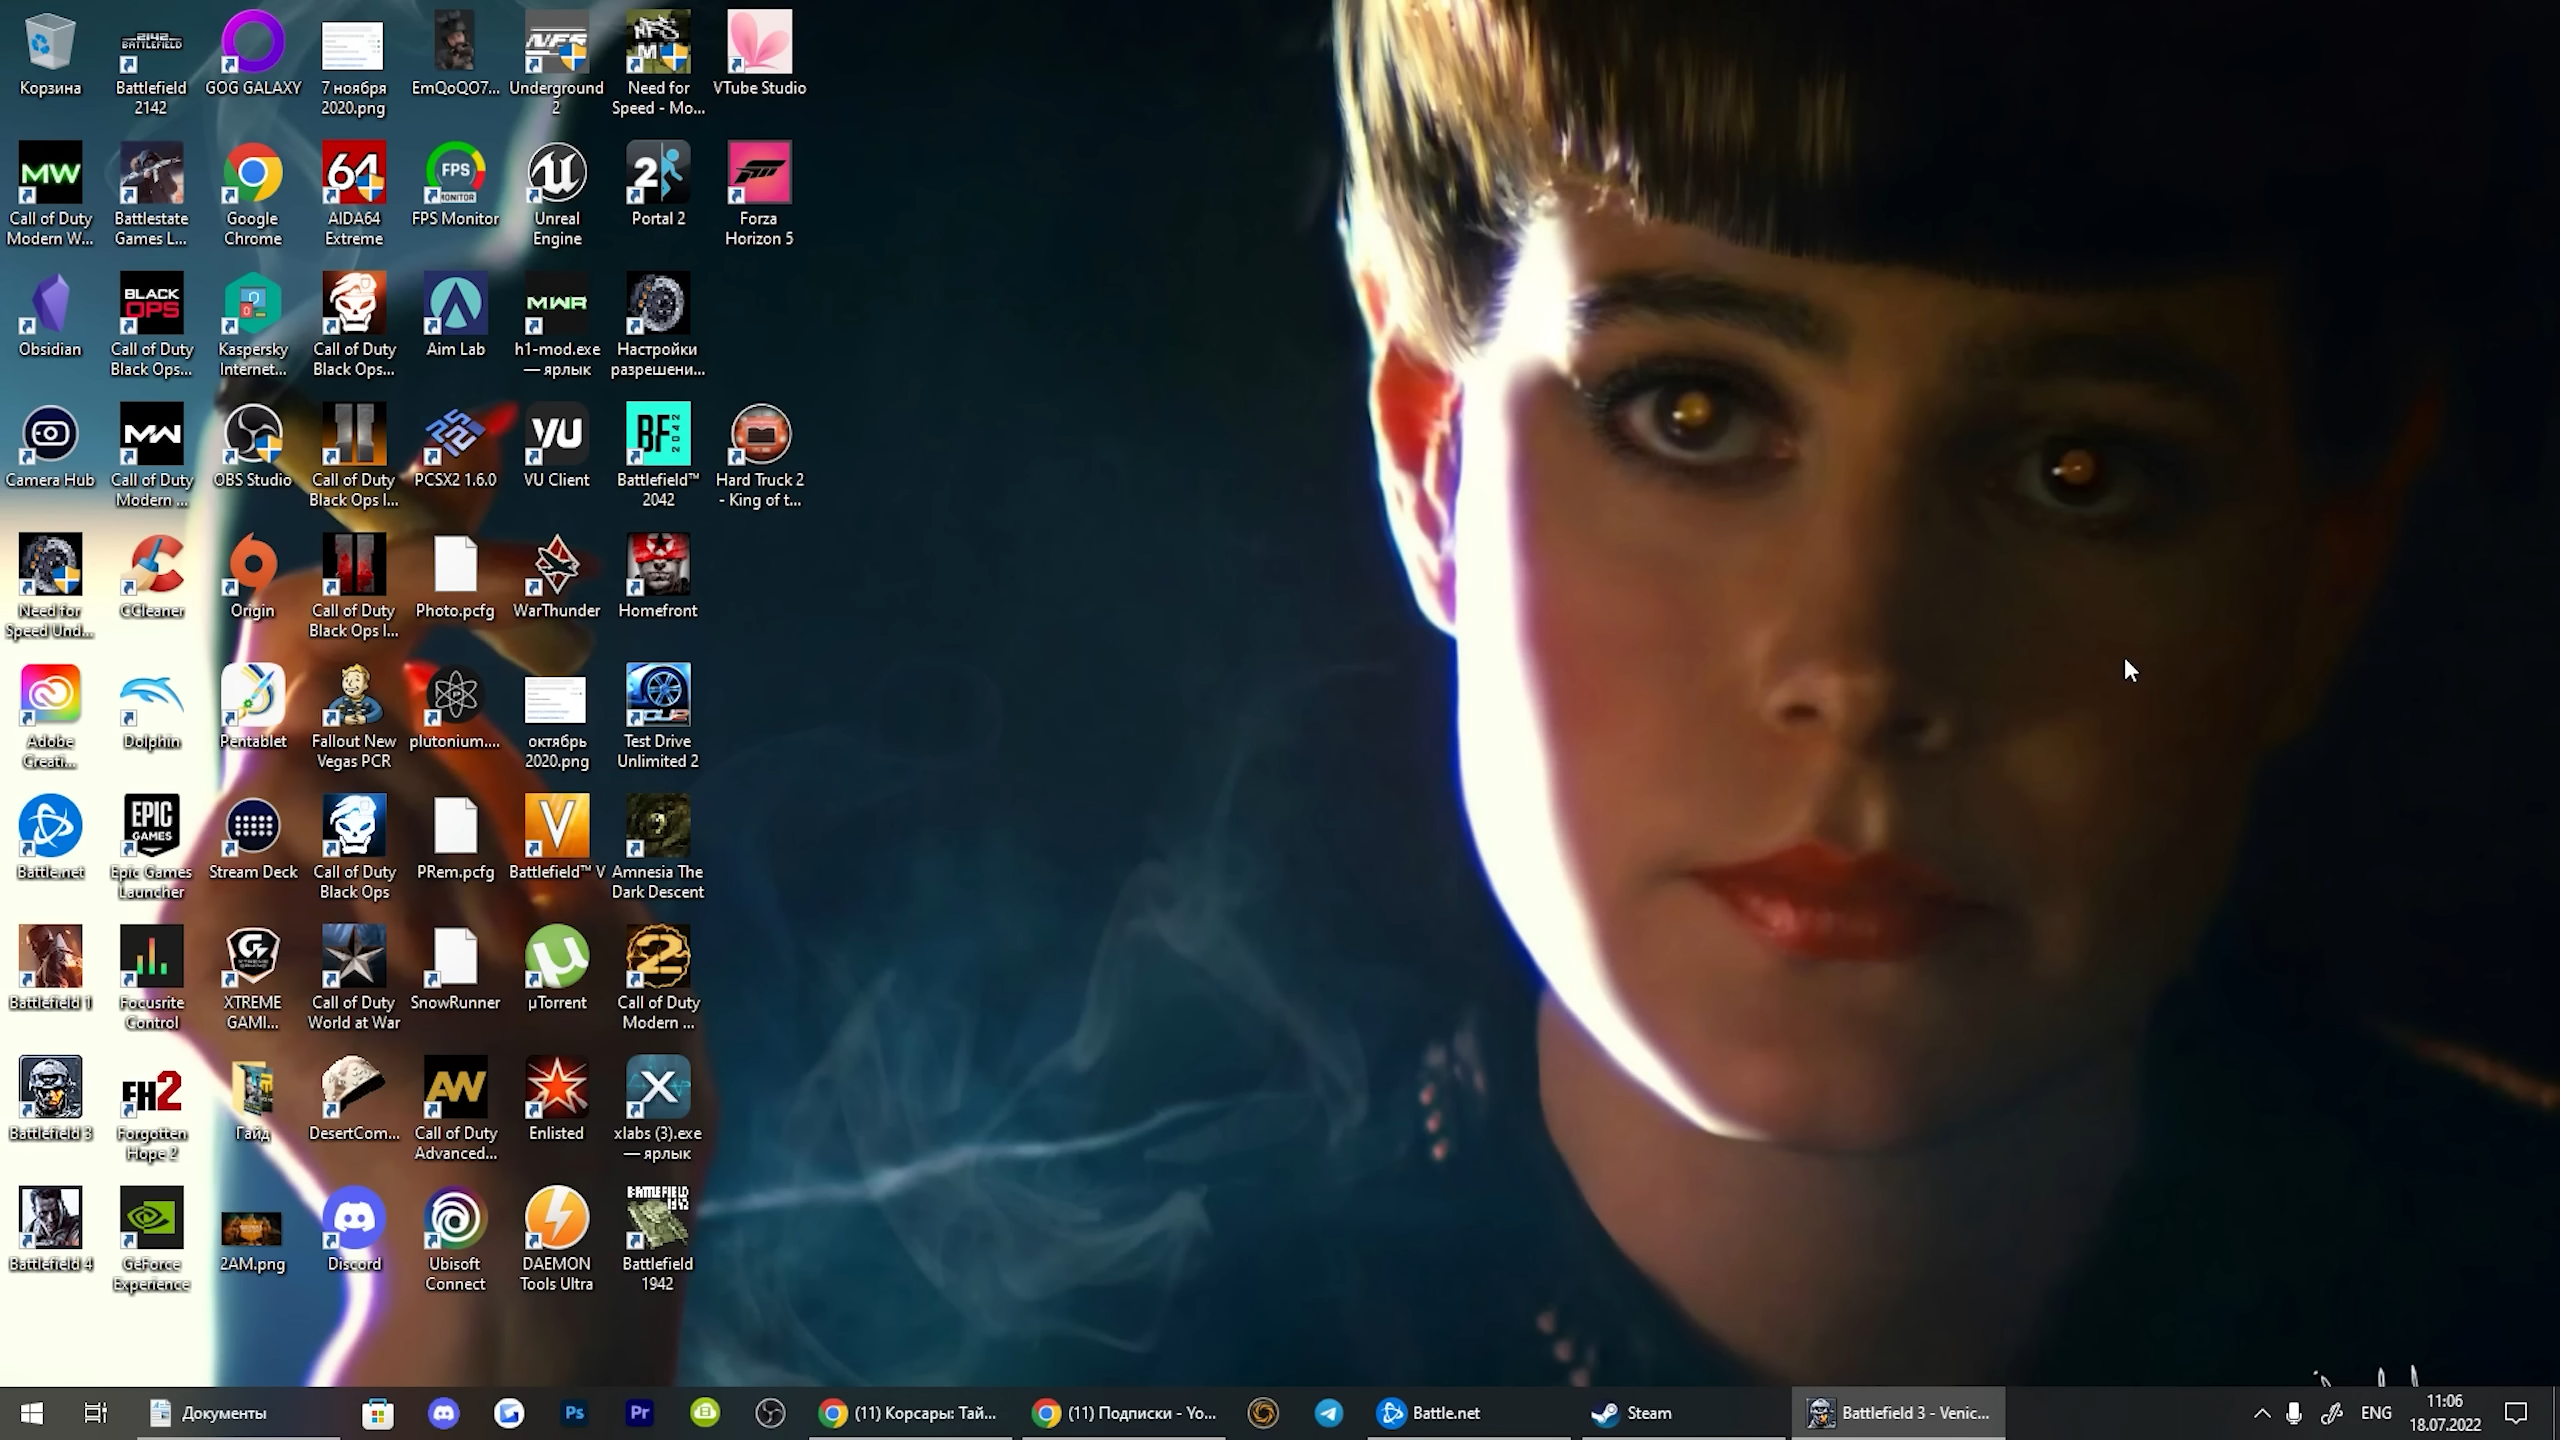 Корзина
Battlefield
2142
GOG GALAXY
7 ноября
2020.png
EmQoQO7...
Underground
2
Need for
Speed - Mo...
VTube Studio
Call of Duty
Modern W...
Battlestate
Games L...
Google
Chrome
AIDA64
Extreme
FPS Monitor
Unreal
Engine
Portal 2
Forza
Horizon 5
Obsidian
Call of Duty
Black Ops...
Kaspersky
Internet...
Call of Duty
Black Ops...
Aim Lab
h1-mod.exe
— ярлык
Настройки
разрешени...
Camera Hub
Call of Duty
Modern ...
OBS Studio
Call of Duty
Black Ops I...
PCSX2 1.6.0
VU Client
Battlefield™
2042
Hard Truck 2
- King of t...
Need for
Speed Und...
CCleaner
Origin
Call of Duty
Black Ops I...
Photo.pcfg
WarThunder
Homefront
Adobe
Creati...
Dolphin
Pentablet
Fallout New
Vegas PCR
plutonium....
октябрь
2020.png
Test Drive
Unlimited 2
Battle.net
Epic Games
Launcher
Stream Deck
Call of Duty
Black Ops
PRem.pcfg
Battlefield™ V
Amnesia The
Dark Descent
Battlefield 1
Focusrite
Control
XTREME
GAMI...
Call of Duty
World at War
SnowRunner
µTorrent
Call of Duty
Modern ...
Battlefield 3
Forgotten
Hope 2
Гайд
DesertCom...
Call of Duty
Advanced...
Enlisted
xlabs (3).exe
— ярлык
Battlefield 4
GeForce
Experience
2AM.png
Discord
Ubisoft
Connect
DAEMON
Tools Ultra
Battlefield
1942
Документы
Ps
Pr
(11) Корсары: Тай...
(11) Подписки - Yo...
Battle.net
Steam
Battlefield 3 - Venic...
ENG
11:06
18.07.2022